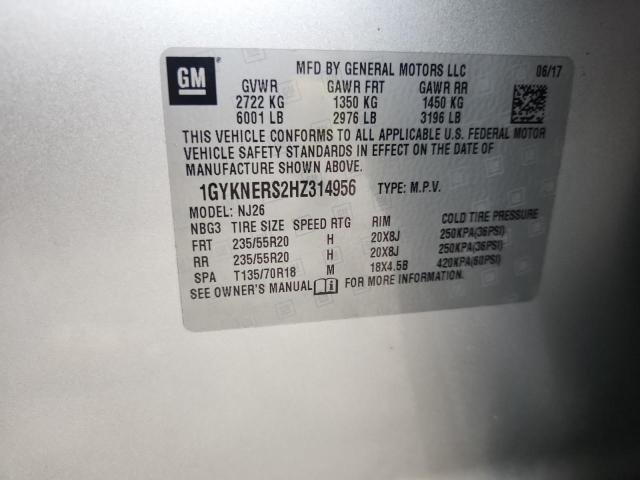 GM
MFD BY GENERAL MOTORS LLC 06/17
GVWR GAWR FRT GAWR RR
2722 KG 1350 KG 1450 KG
6001 LB 2976 LB 3196 LB
THIS VEHICLE CONFORMS TO ALL APPLICABLE U.S. FEDERAL MOTOR
VEHICLE SAFETY STANDARDS IN EFFECT ON THE DATE OF
MANUFACTURE SHOWN ABOVE.
1GYKNERS2HZ314956 TYPE: M.P.V.
MODEL: NJ26
NBG3 TIRE SIZE SPEED RTG RIM COLD TIRE PRESSURE
FRT 235/55R20 H 20X8J 250KPA(36PSI)
RR 235/55R20 H 20X8J 250KPA(36PSI)
SPA T135/70R18 M 18X4.5B 420KPA(60PSI)
SEE OWNER'S MANUAL FOR MORE INFORMATION.